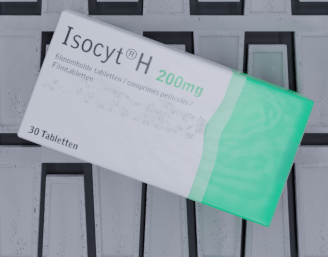 Isocyt®H 200mg
filmomhulde tabletten / comprimés pelliculés /
Filmtabletten
30 Tabletten